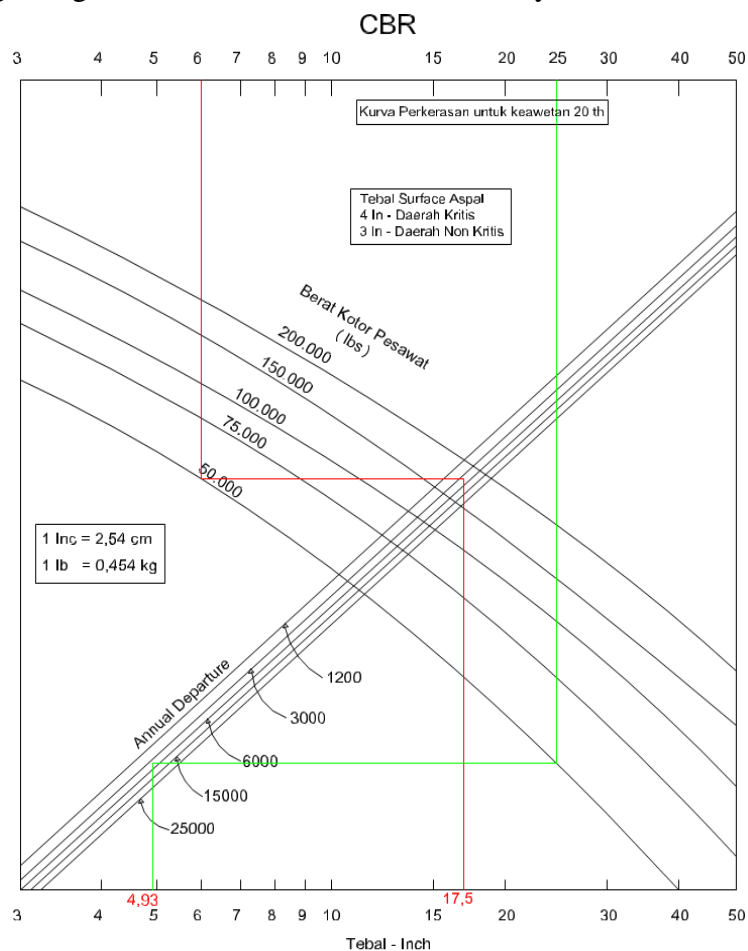 CBR
3 4 5 6 7 8 9 10 15 20 25 30 40 50
Kurva Perkerasan untuk keawetan 20 th
Tebal Surface Aspal
4 In - Daerah Kritis
3 In - Daerah Non Kritis
Berat Kotor Pesawat
( lbs )
200.000
150.000
100.000
75.000
50.000
1 Inc = 2,54 cm
1 lb = 0,454 kg
Annual Departure
1200
3000
6000
15000
25000
4,93 17,5
3 4 5 6 7 8 9 10 15 20 30 40 50
Tebal - Inch